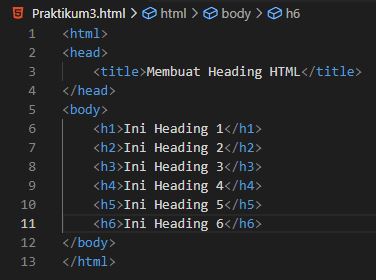 Praktikum3.html > html > body > h6
1 <html>
2 <head>
3 <title>Membuat Heading HTML</title>
4 </head>
5 <body>
6 <h1>Ini Heading 1</h1>
7 <h2>Ini Heading 2</h2>
8 <h3>Ini Heading 3</h3>
9 <h4>Ini Heading 4</h4>
10 <h5>Ini Heading 5</h5>
11 <h6>Ini Heading 6</h6>
12 </body>
13 </html>